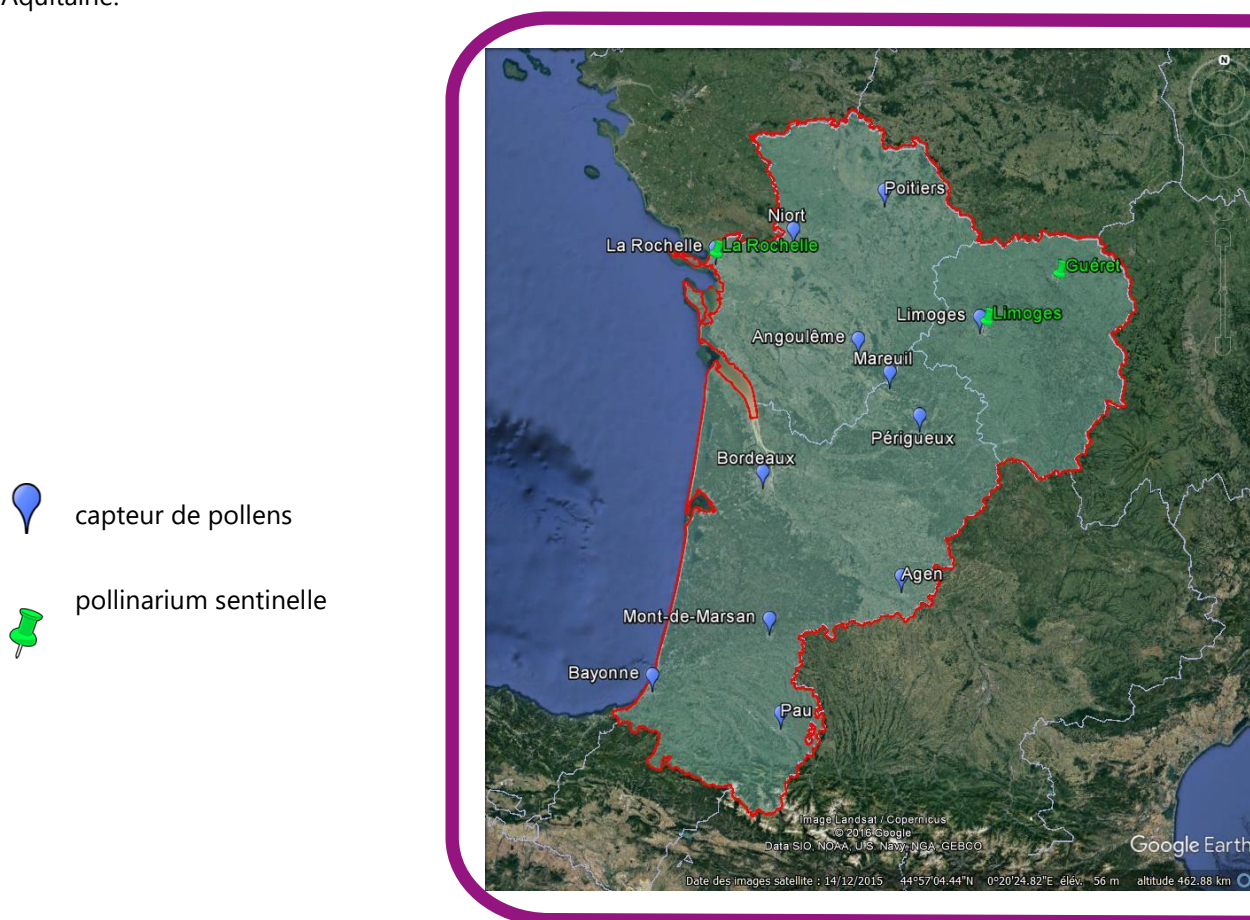 Aquitaine.
capteur de pollens
pollinarium sentinelle
N
Poitiers
Niort
La Rochelle La Rochelle
Guéret
Limoges Limoges
Angoulême
Mareuil
Périgueux
Bordeaux
Agen
Mont-de-Marsan
Bayonne
Pau
Image Landsat / Copernicus
© 2016 Google
Data SIO, NOAA, U.S. Navy, NGA, GEBCO
Google Earth
Date des images satellite : 14/12/2015 44°57'04.44"N 0°20'24.82"E élév. 56 m altitude 462.88 km